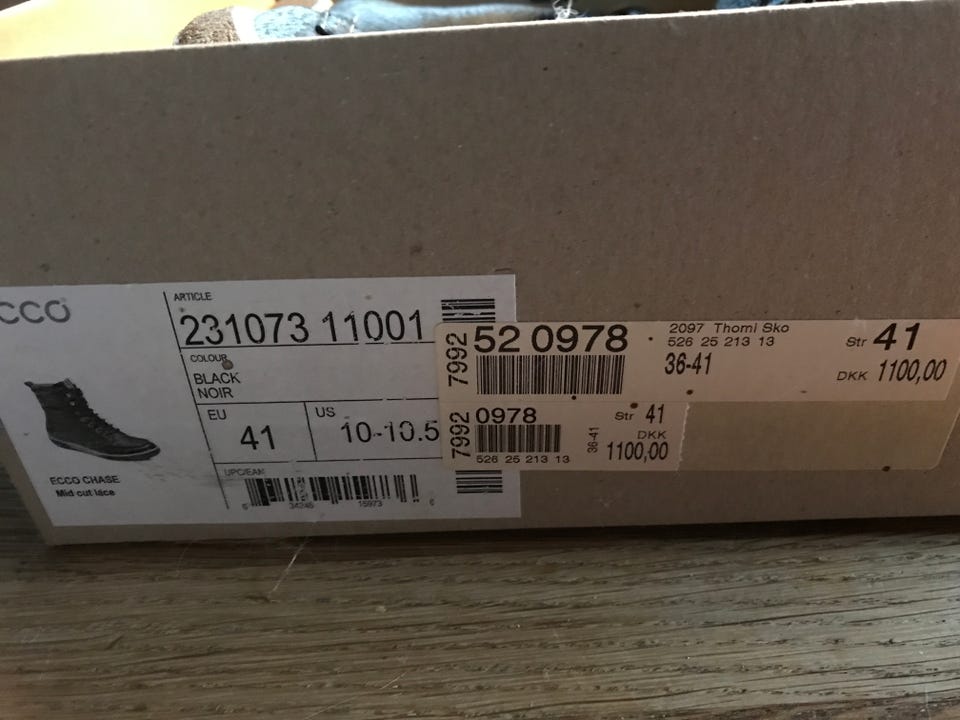 CCO
ARTICLE
231073 11001
COLOUR
BLACK
NOIR
EU
41
US
10-10.5
UPC/EAN
ECCO CHASE
Mid cut lace
7992
52 0978
2097 Thomi Sko
526 25 213 13
36-41
Str 41
DKK 1100,00
7992
0978
526 25 213 13
36-41
Str 41
DKK
1100,00